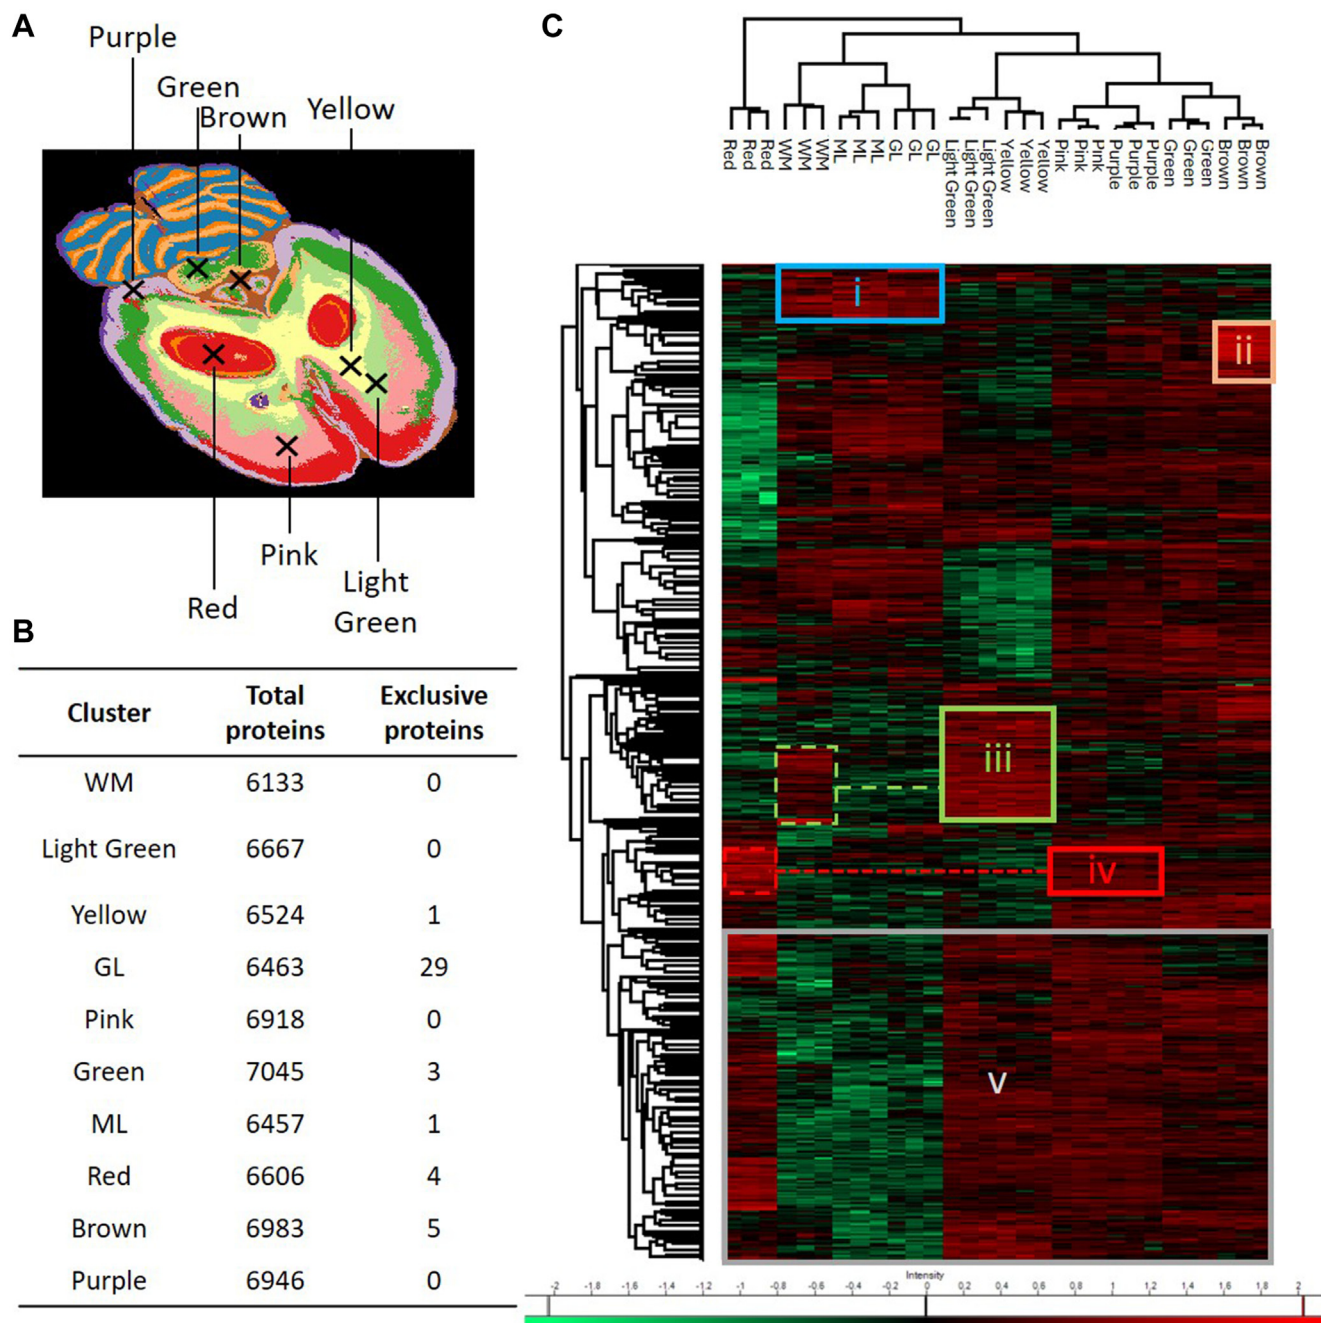 A
Purple
Green
Brown
Yellow
Pink
Light
Green
Red
B
Cluster Total proteins Exclusive proteins
WM 6133 0
Light Green 6667 0
Yellow 6524 1
GL 6463 29
Pink 6918 0
Green 7045 3
ML 6457 1
Red 6606 4
Brown 6983 5
Purple 6946 0
C
Red Red Red WM WM WM ML ML ML GL GL GL Light Green Light Green Light Green Yellow Yellow Yellow Pink Pink Pink Purple Purple Purple Green Green Green Brown Brown Brown
i
ii
iii
iv
v
Intensity
-2 -1.8 -1.6 -1.4 -1.2 -1 -0.8 -0.6 -0.4 -0.2 0 0,2 0,4 0,6 0,8 1 1,2 1,4 1,6 1,8 2